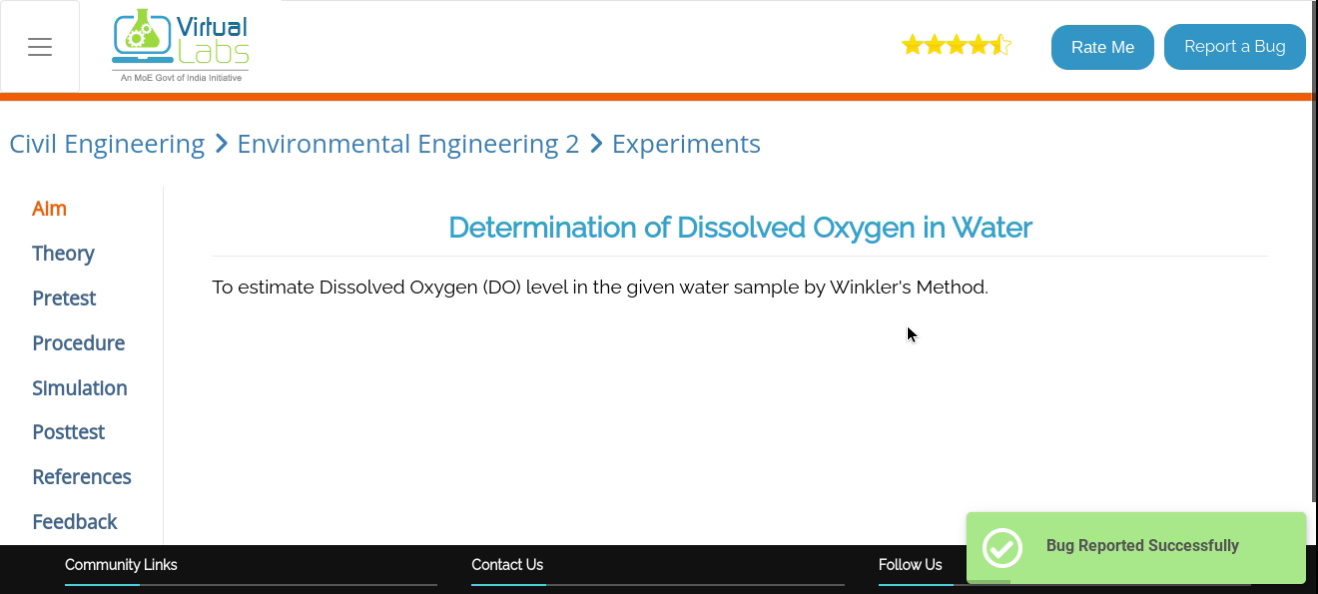 Virtual
Labs
An MoE Govt of India Initiative
Rate Me
Report a Bug
Civil Engineering
Environmental Engineering 2
Experiments
Aim
Theory
Pretest
Procedure
Simulation
Posttest
References
Feedback
Determination of Dissolved Oxygen in Water
To estimate Dissolved Oxygen (DO) level in the given water sample by Winkler's Method.
Bug Reported Successfully
Community Links
Contact Us
Follow Us